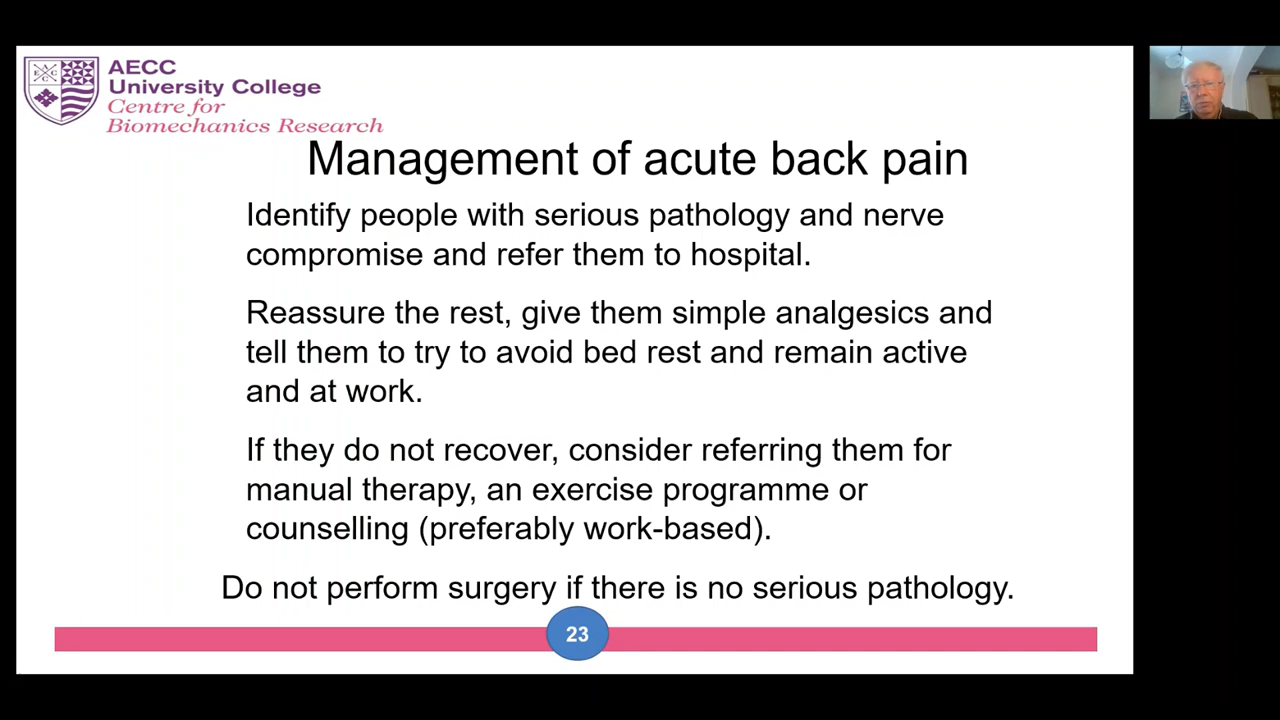 AECC
University College
Centre for
Biomechanics Research
Management of acute back pain
Identify people with serious pathology and nerve
compromise and refer them to hospital.
Reassure the rest, give them simple analgesics and
tell them to try to avoid bed rest and remain active
and at work.
If they do not recover, consider referring them for
manual therapy, an exercise programme or
counselling (preferably work-based).
Do not perform surgery if there is no serious pathology.
23